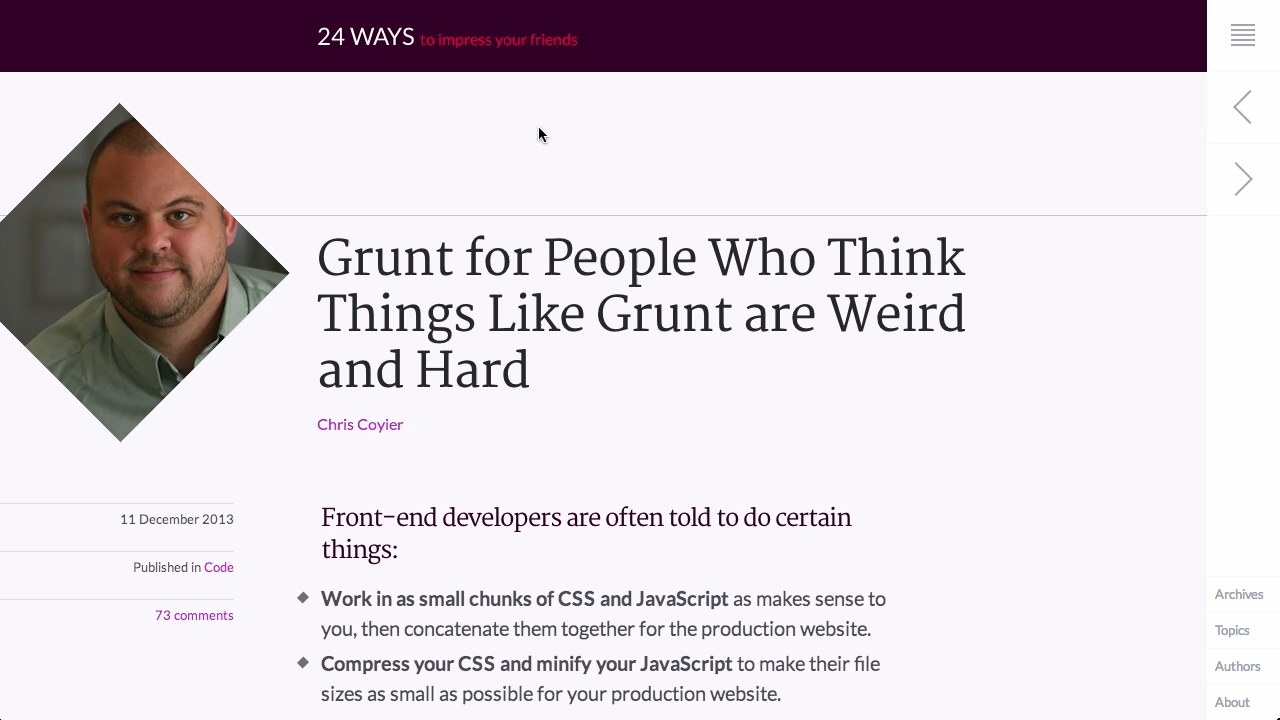 24 WAYS to impress your friends
Grunt for People Who Think
Things Like Grunt are Weird
and Hard
Chris Coyier
11 December 2013
Published in Code
73 comments
Front-end developers are often told to do certain
things:
Work in as small chunks of CSS and JavaScript as makes sense to
you, then concatenate them together for the production website.
Compress your CSS and minify your JavaScript to make their file
sizes as small as possible for your production website.
Archives
Topics
Authors
About